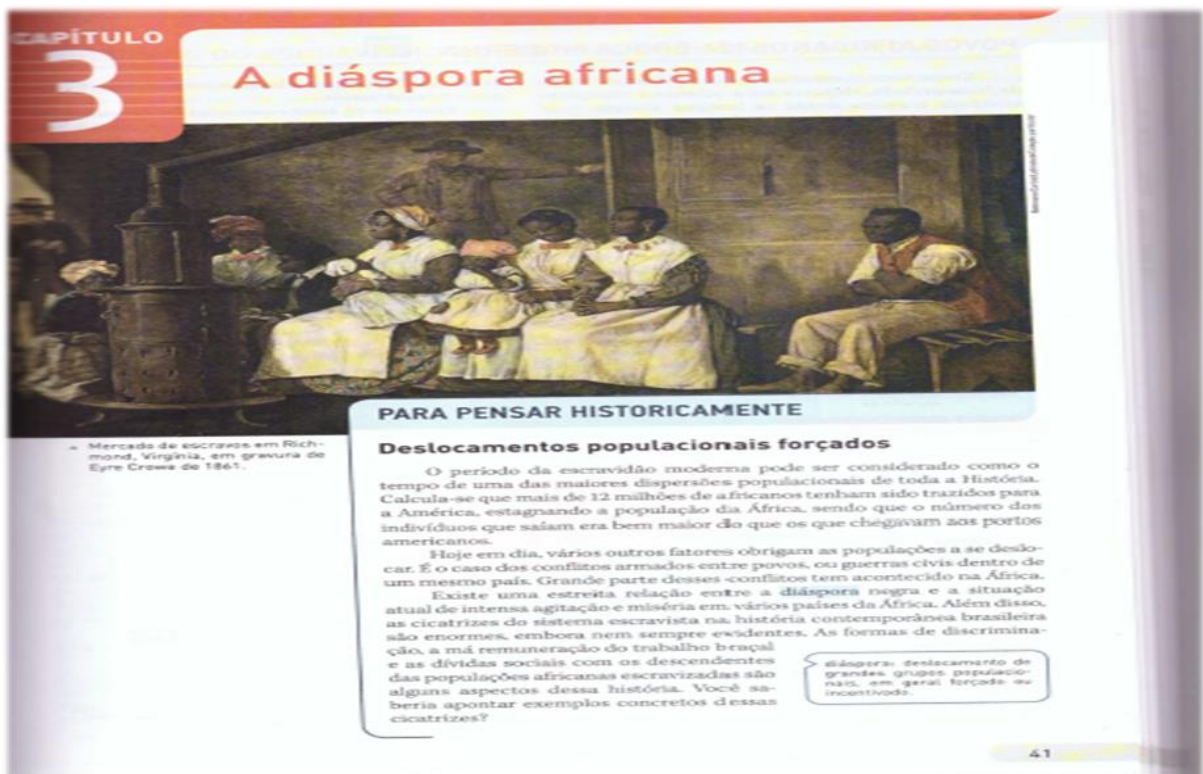 CAPÍTULO
3
A diáspora africana
Mercado de escravos em Rich-
mond, Virgínia, em gravura de
Eyre Crowe de 1861.
PARA PENSAR HISTORICAMENTE
Deslocamentos populacionais forçados
O período da escravidão moderna pode ser considerado como o
tempo de uma das maiores dispersões populacionais de toda a História.
Calcula-se que mais de 12 milhões de africanos tenham sido trazidos para
a América, estagnando a população da África, sendo que o número dos
indivíduos que saíam era bem maior do que os que chegavam aos portos
americanos.
Hoje em dia, vários outros fatores obrigam as populações a se deslo-
car. É o caso dos conflitos armados entre povos, ou guerras civis dentro de
um mesmo país. Grande parte desses conflitos tem acontecido na África.
Existe uma estreita relação entre a diáspora negra e a situação
atual de intensa agitação e miséria em vários países da África. Além disso,
as cicatrizes do sistema escravista na história contemporânea brasileira
são enormes, embora nem sempre evidentes. As formas de discrimina-
ção, a má remuneração do trabalho braçal
e as dívidas sociais com os descendentes
das populações africanas escravizadas são
alguns aspectos dessa história. Você sa-
beria apontar exemplos concretos dessas
cicatrizes?
diáspora: deslocamento de
grandes grupos populacio-
nais, em geral forçado ou
incentivado.
41